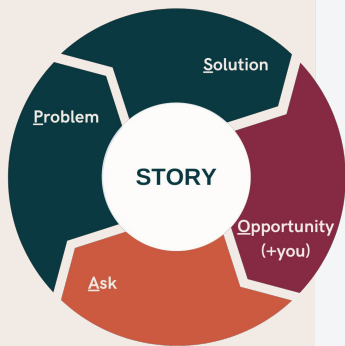 Solution
Problem
STORY
Opportunity
(+you)
Ask